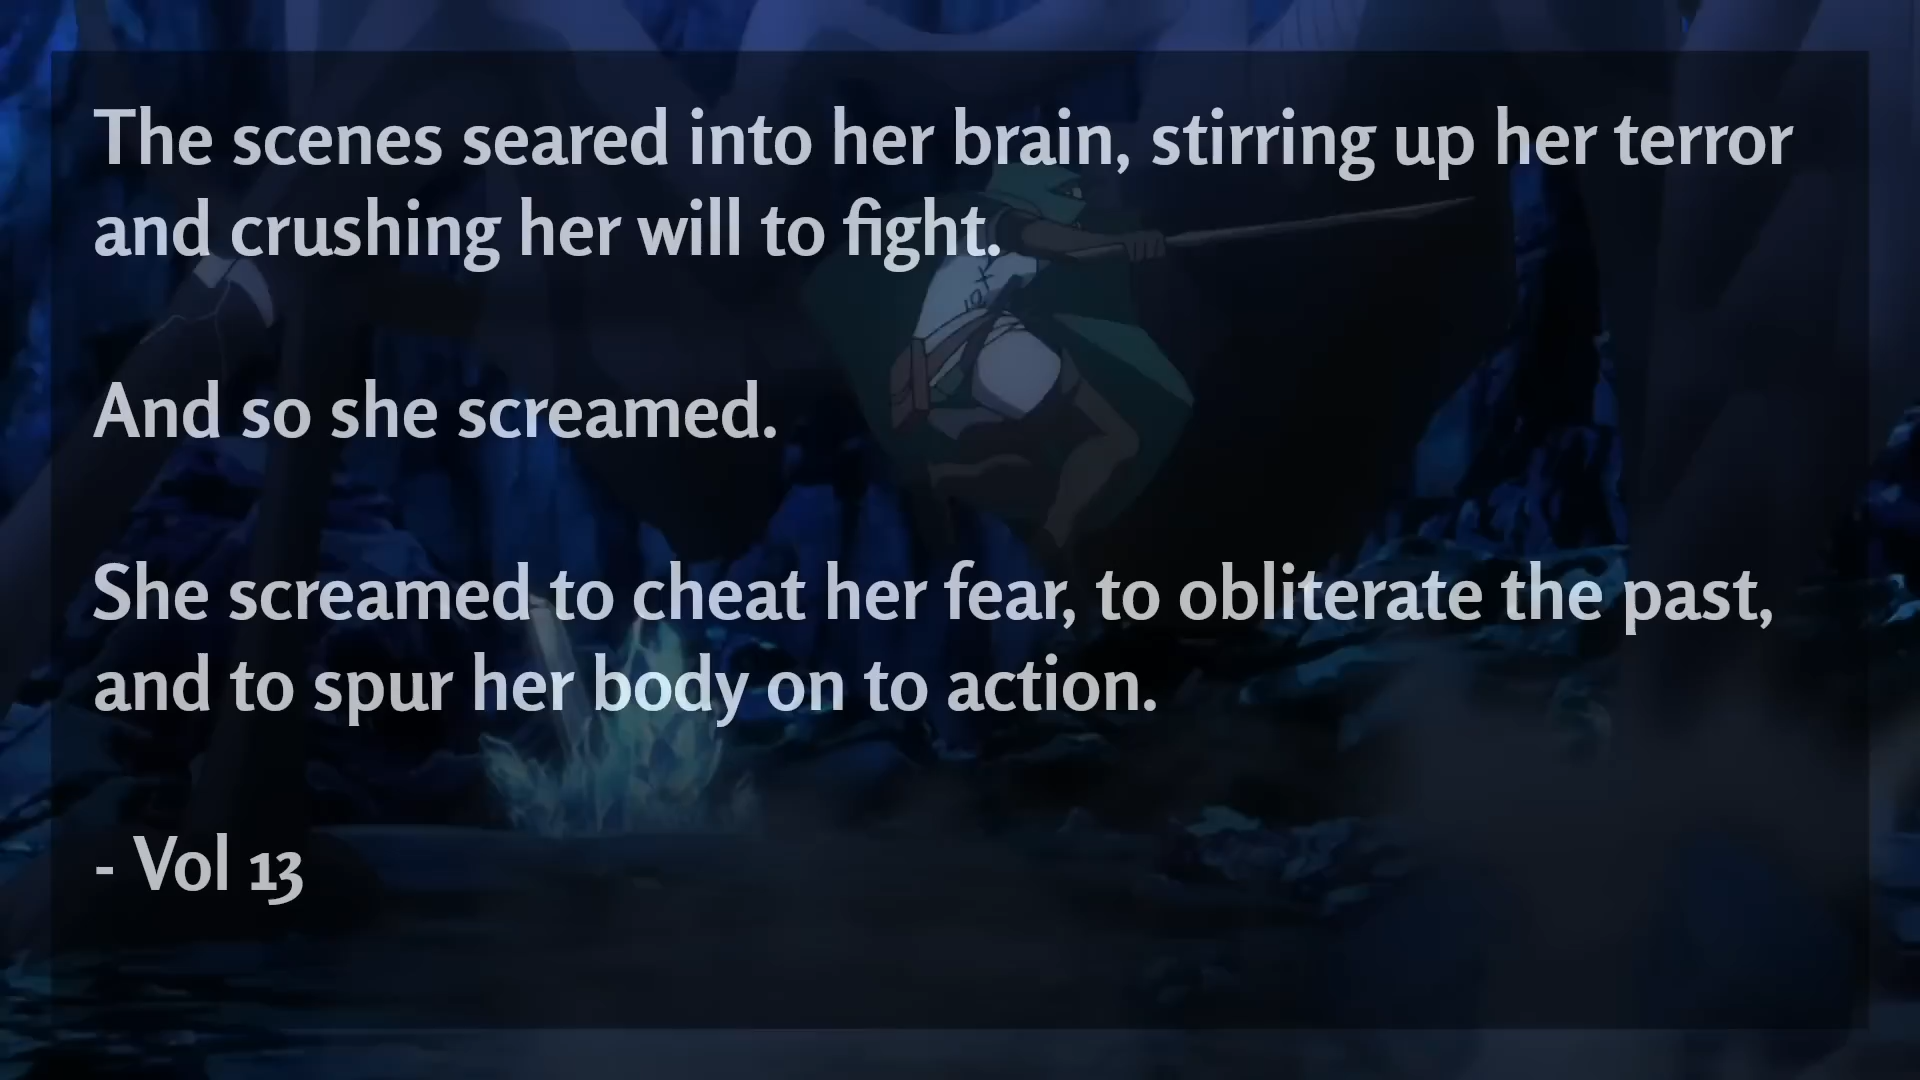 The scenes seared into her brain, stirring up her terror
and crushing her will to fight.
And so she screamed.
She screamed to cheat her fear, to obliterate the past,
and to spur her body on to action.
- Vol 13